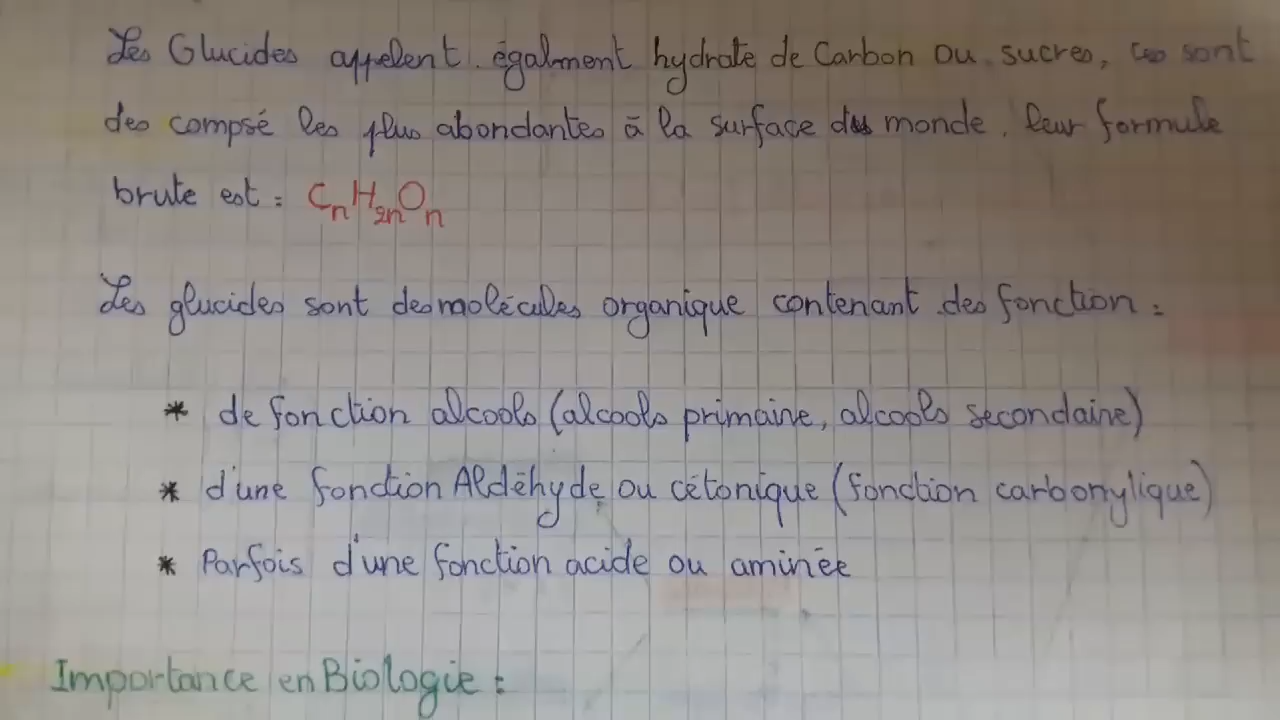 Les Glucides appelent également hydrate de Carbon ou sucres, ces sont
des compsé les plus abondantes à la surface du monde. leur formule
brute est : CnH2nOn
Les glucides sont des molécules organique contenant des fonction :
* de fonction alcools (alcools primaire, alcools secondaire)
* d'une fonction Aldéhyde ou cétonique (fonction carbonylique)
* Parfois d'une fonction acide ou aminée
Importance en Biologie :